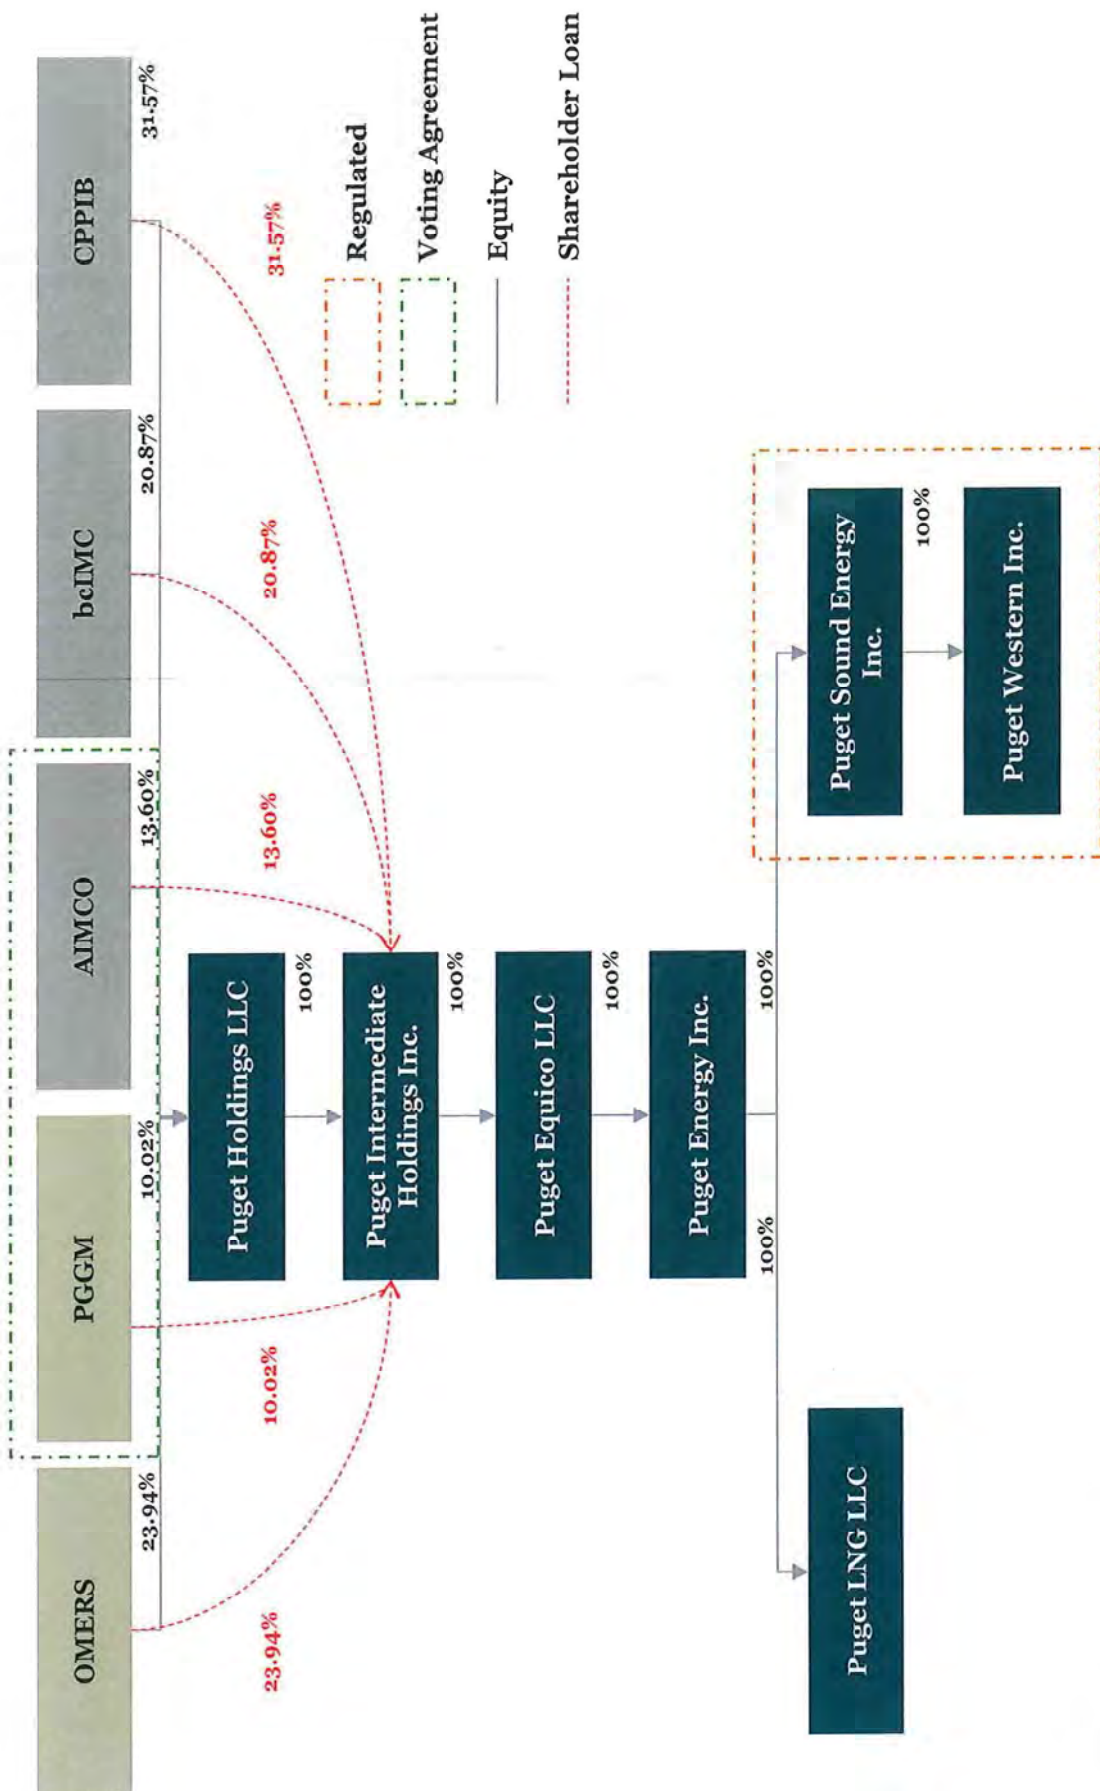 OMERS
PGGM
AIMCO
bcIMC
CPPIB
23.94%
10.02%
13.60%
20.87%
31.57%
23.94%
10.02%
13.60%
20.87%
31.57%
Puget Holdings LLC
100%
Puget Intermediate
Holdings Inc.
100%
Puget Equico LLC
100%
Puget Energy Inc.
100%
100%
Puget LNG LLC
Puget Sound Energy
Inc.
100%
Puget Western Inc.
Regulated
Voting Agreement
Equity
Shareholder Loan